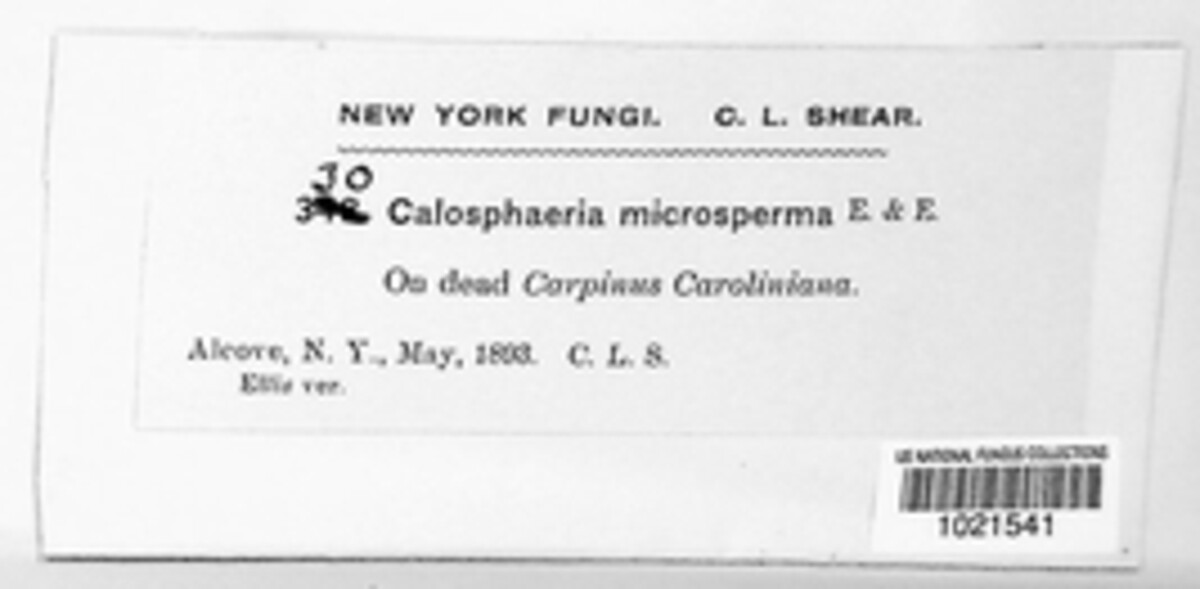 NEW YORK FUNGI. C. L. SHEAR.
30
Calosphaeria microsperma E. & E.
On dead Carpinus Caroliniana.
Alcove, N. Y., May, 1893. C. L. S.
Ellis ver.
US NATIONAL FUNGUS COLLECTIONS
1021541